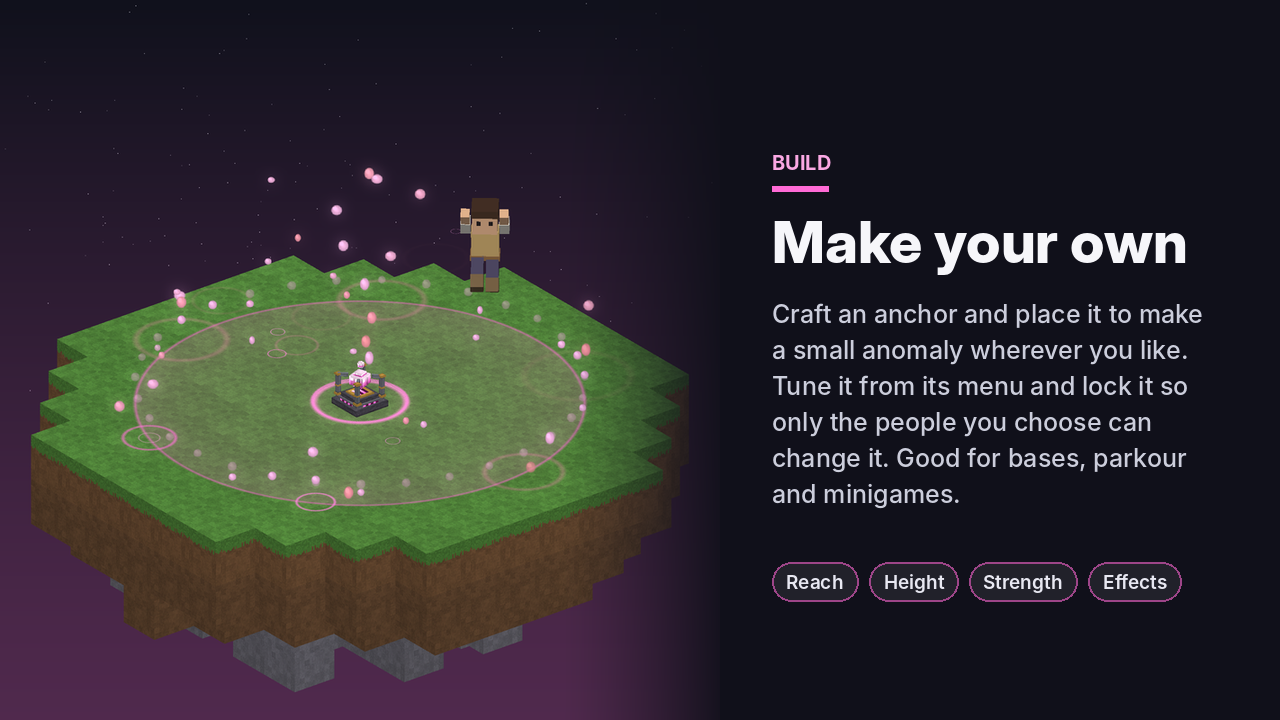 BUILD
Make your own
Craft an anchor and place it to make
a small anomaly wherever you like.
Tune it from its menu and lock it so
only the people you choose can
change it. Good for bases, parkour
and minigames.
Reach
Height
Strength
Effects